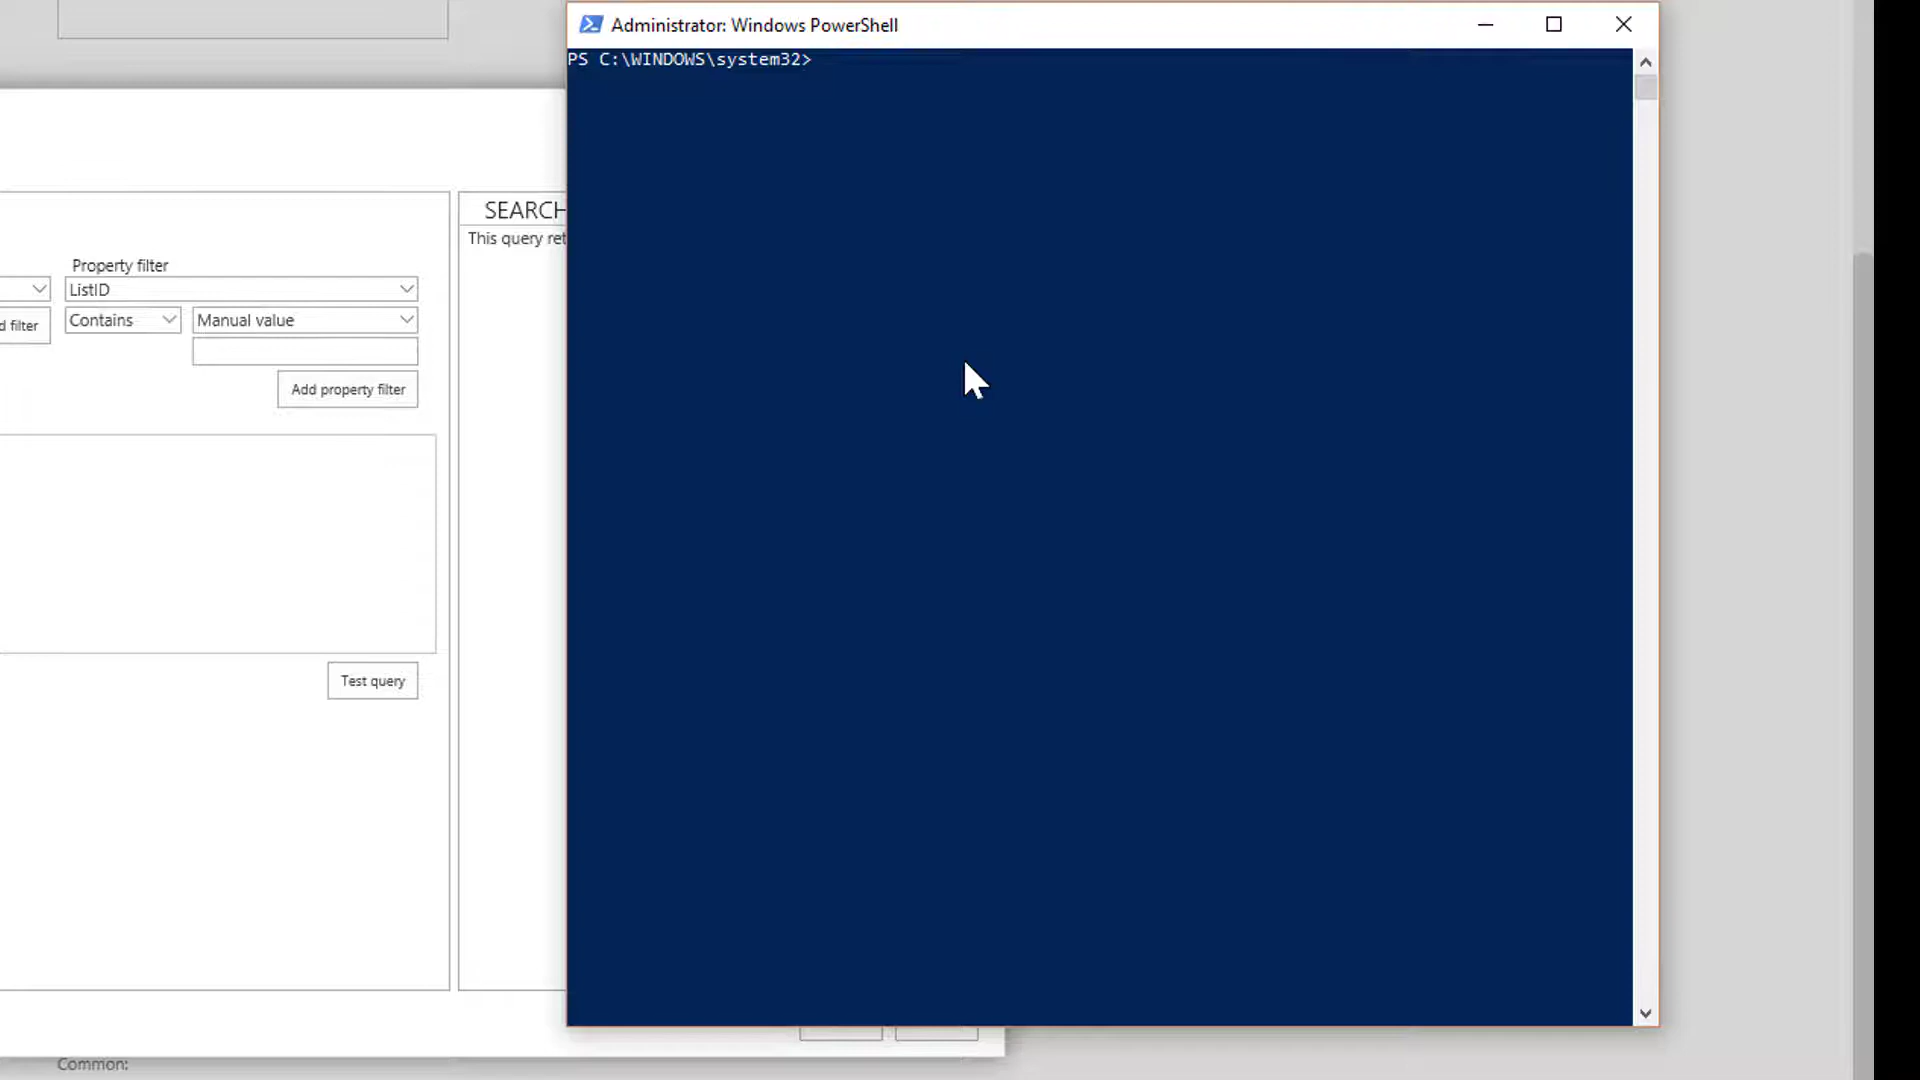 Administrator: Windows PowerShell
PS C:\WINDOWS\system32>
SEARCH
This query ret
Property filter
ListID
d filter
Contains
Manual value
Add property filter
Test query
Common: